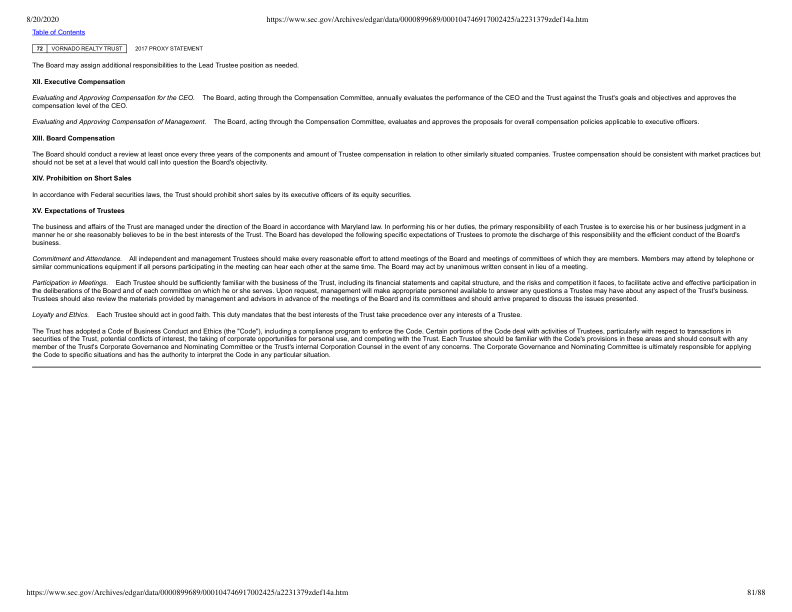 8/20/2020 https://www.sec.gov/Archives/edgar/data/0000899689/000104746917002425/a2231379zdef14a.htm
Table of Contents
72 VORNADO REALTY TRUST 2017 PROXY STATEMENT
The Board may assign additional responsibilities to the Lead Trustee position as needed.
XII. Executive Compensation
Evaluating and Approving Compensation for the CEO. The Board, acting through the Compensation Committee, annually evaluates the performance of the CEO and the Trust against the Trust's goals and objectives and approves the
compensation level of the CEO.
Evaluating and Approving Compensation of Management. The Board, acting through the Compensation Committee, evaluates and approves the proposals for overall compensation policies applicable to executive officers.
XIII. Board Compensation
The Board should conduct a review at least once every three years of the components and amount of Trustee compensation in relation to other similarly situated companies. Trustee compensation should be consistent with market practices but
should not be set at a level that would call into question the Board's objectivity.
XIV. Prohibition on Short Sales
In accordance with Federal securities laws, the Trust should prohibit short sales by its executive officers of its equity securities.
XV. Expectations of Trustees
The business and affairs of the Trust are managed under the direction of the Board in accordance with Maryland law. In performing his or her duties, the primary responsibility of each Trustee is to exercise his or her business judgment in a
manner he or she reasonably believes to be in the best interests of the Trust. The Board has developed the following specific expectations of Trustees to promote the discharge of this responsibility and the efficient conduct of the Board's
business.
Commitment and Attendance. All independent and management Trustees should make every reasonable effort to attend meetings of the Board and meetings of committees of which they are members. Members may attend by telephone or
similar communications equipment if all persons participating in the meeting can hear each other at the same time. The Board may act by unanimous written consent in lieu of a meeting.
Participation in Meetings. Each Trustee should be sufficiently familiar with the business of the Trust, including its financial statements and capital structure, and the risks and competition it faces, to facilitate active and effective participation in
the deliberations of the Board and of each committee on which he or she serves. Upon request, management will make appropriate personnel available to answer any questions a Trustee may have about any aspect of the Trust's business.
Trustees should also review the materials provided by management and advisors in advance of the meetings of the Board and its committees and should arrive prepared to discuss the issues presented.
Loyalty and Ethics. Each Trustee should act in good faith. This duty mandates that the best interests of the Trust take precedence over any interests of a Trustee.
The Trust has adopted a Code of Business Conduct and Ethics (the "Code"), including a compliance program to enforce the Code. Certain portions of the Code deal with activities of Trustees, particularly with respect to transactions in
securities of the Trust, potential conflicts of interest, the taking of corporate opportunities for personal use, and competing with the Trust. Each Trustee should be familiar with the Code's provisions in these areas and should consult with any
member of the Trust's Corporate Governance and Nominating Committee or the Trust's internal Corporation Counsel in the event of any concerns. The Corporate Governance and Nominating Committee is ultimately responsible for applying
the Code to specific situations and has the authority to interpret the Code in any particular situation.
https://www.sec.gov/Archives/edgar/data/0000899689/000104746917002425/a2231379zdef14a.htm 81/88